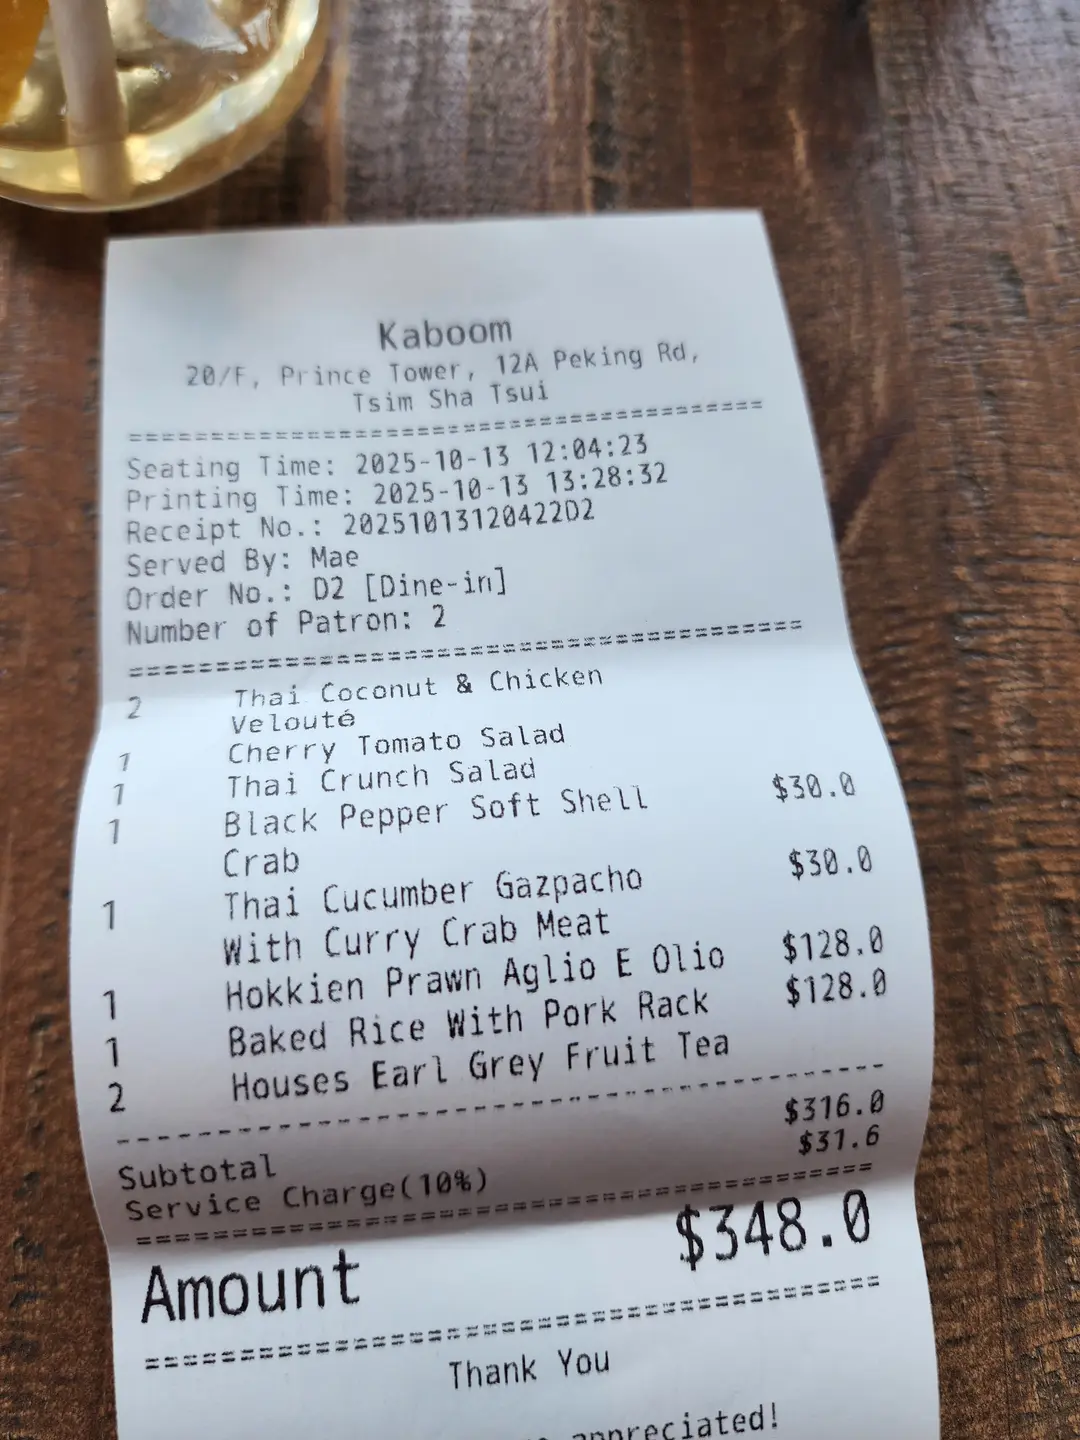 Kaboom
20/F, Prince Tower, 12A Peking Rd,
Tsim Sha Tsui
========================================
Seating Time: 2025-10-13 12:04:23
Printing Time: 2025-10-13 13:28:32
Receipt No.: 20251013120422D2
Served By: Mae
Order No.: D2 [Dine-in]
Number of Patron: 2
========================================
2 Thai Coconut & Chicken
Velouté
1 Cherry Tomato Salad
1 Thai Crunch Salad
1 Black Pepper Soft Shell $30.0
Crab
1 Thai Cucumber Gazpacho $30.0
With Curry Crab Meat
1 Hokkien Prawn Aglio E Olio $128.0
1 Baked Rice With Pork Rack $128.0
2 Houses Earl Grey Fruit Tea
----------------------------------------
Subtotal $316.0
Service Charge(10%) $31.6
========================================
Amount $348.0
========================================
Thank You
appreciated!